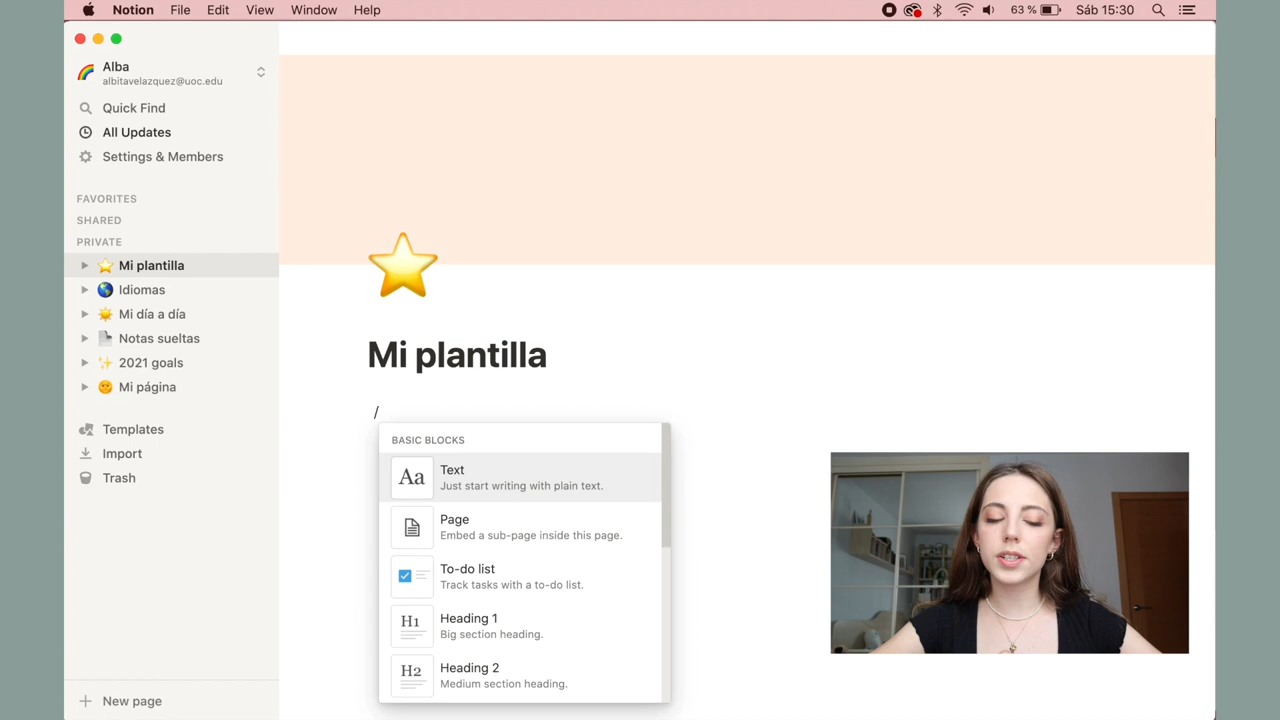 Notion File Edit View Window Help 63 % Sáb 15:30
Alba
albitavelazquez@uoc.edu
Quick Find
All Updates
Settings & Members
FAVORITES
SHARED
PRIVATE
Mi plantilla
Idiomas
Mi día a día
Notas sueltas
2021 goals
Mi página
Templates
Import
Trash
New page
Mi plantilla
/
BASIC BLOCKS
Aa
Text
Just start writing with plain text.
Page
Embed a sub-page inside this page.
To-do list
Track tasks with a to-do list.
H1
Heading 1
Big section heading.
H2
Heading 2
Medium section heading.